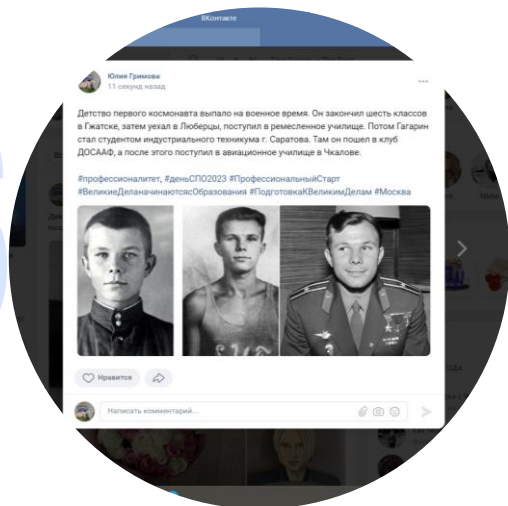 ВКонтакте
Юлия Гримова
11 секунд назад
Детство первого космонавта выпало на военное время. Он закончил шесть классов
в Гжатске, затем уехал в Люберцы, поступил в ремесленное училище. Потом Гагарин
стал студентом индустриального техникума г. Саратова. Там он пошел в клуб
ДОСААФ, а после этого поступил в авиационное училище в Чкалове.
#профессионалитет, #деньСПО2023 #ПрофессиональныйСтарт
#ВеликиеДеланачинаютсясОбразования #ПодготовкаКВеликимДелам #Москва
Нравится
Написать комментарий...